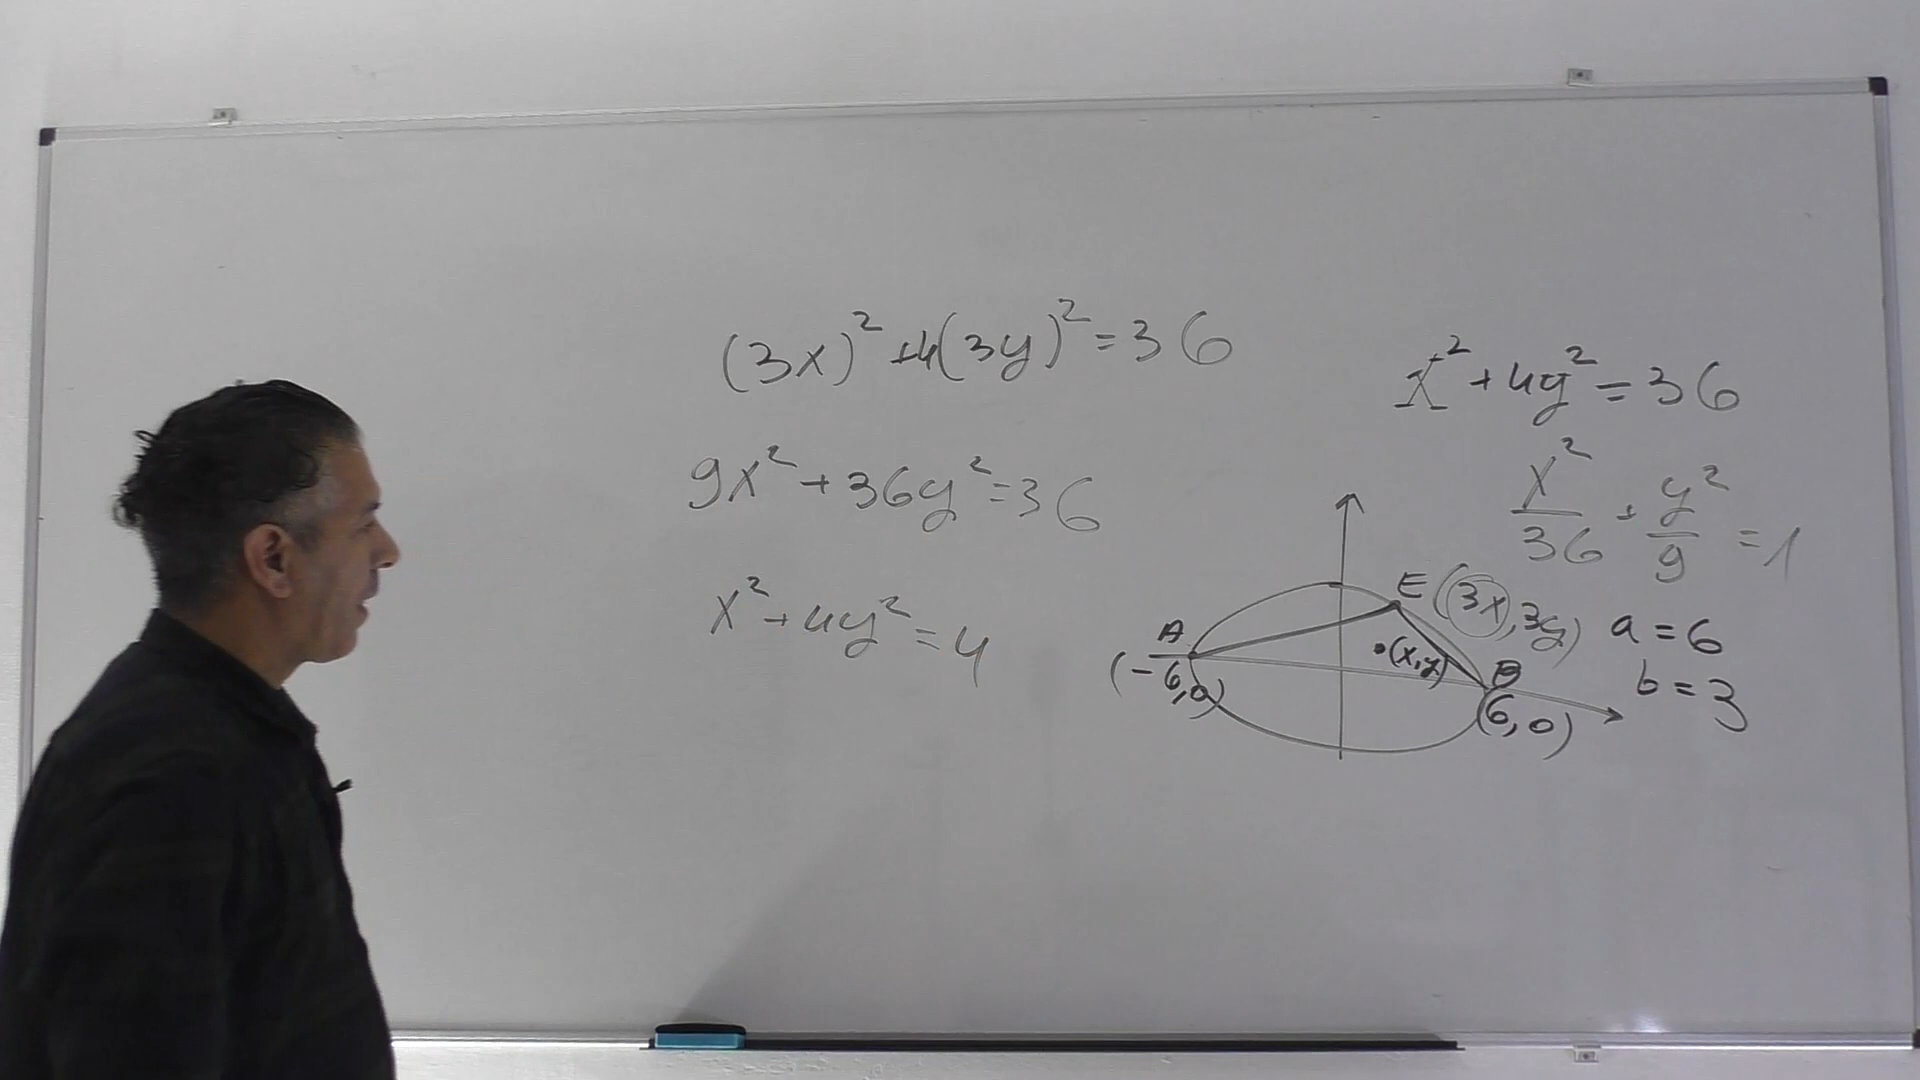 (3x)² + 4(3y)² = 36
9x² + 36y² = 36
x² + 4y² = 4
x² + 4y² = 36
x²/36 + y²/9 = 1
E (3x, 3y)
a = 6
b = 3
A
(-6, 0)
(x, y)
B
(6, 0)